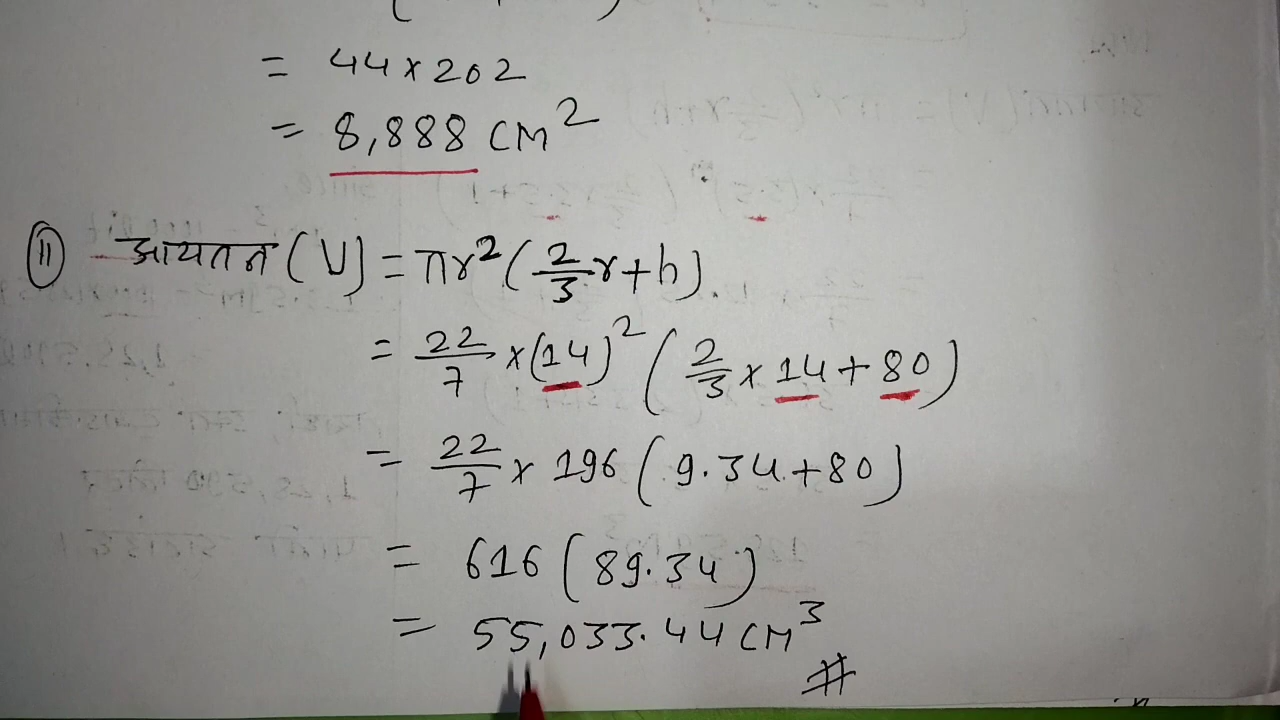 = 44 x 202
= 8,888 CM²
(II) आयतन (V) = πr² (2/3 r + h)
= 22/7 x (14)² (2/3 x 14 + 80)
= 22/7 x 196 (9.34 + 80)
= 616 (89.34)
= 55,033.44 CM³
#